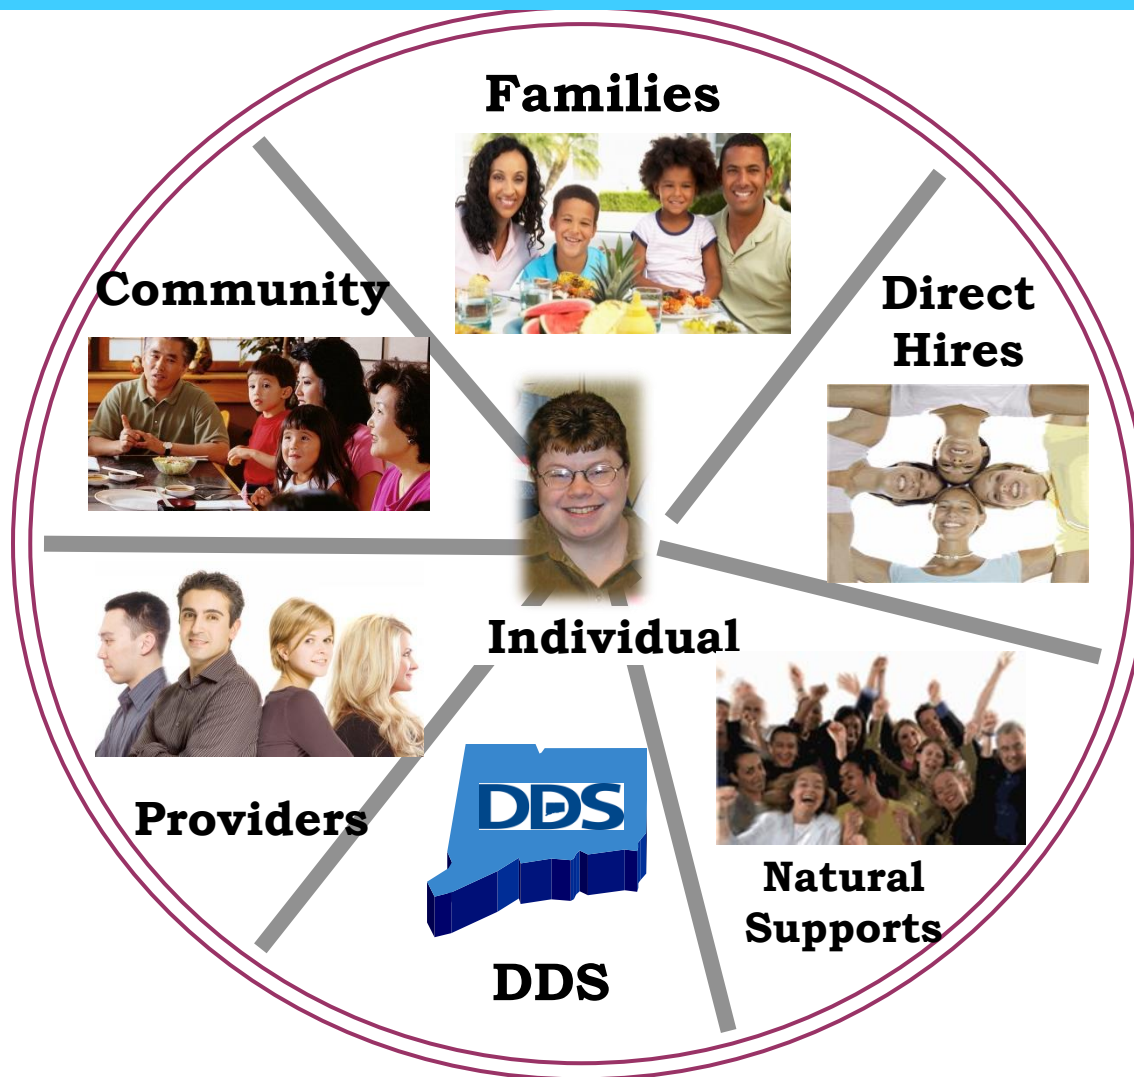 Families
Community
Direct
Hires
Individual
Providers
DDS
Natural
Supports
DDS